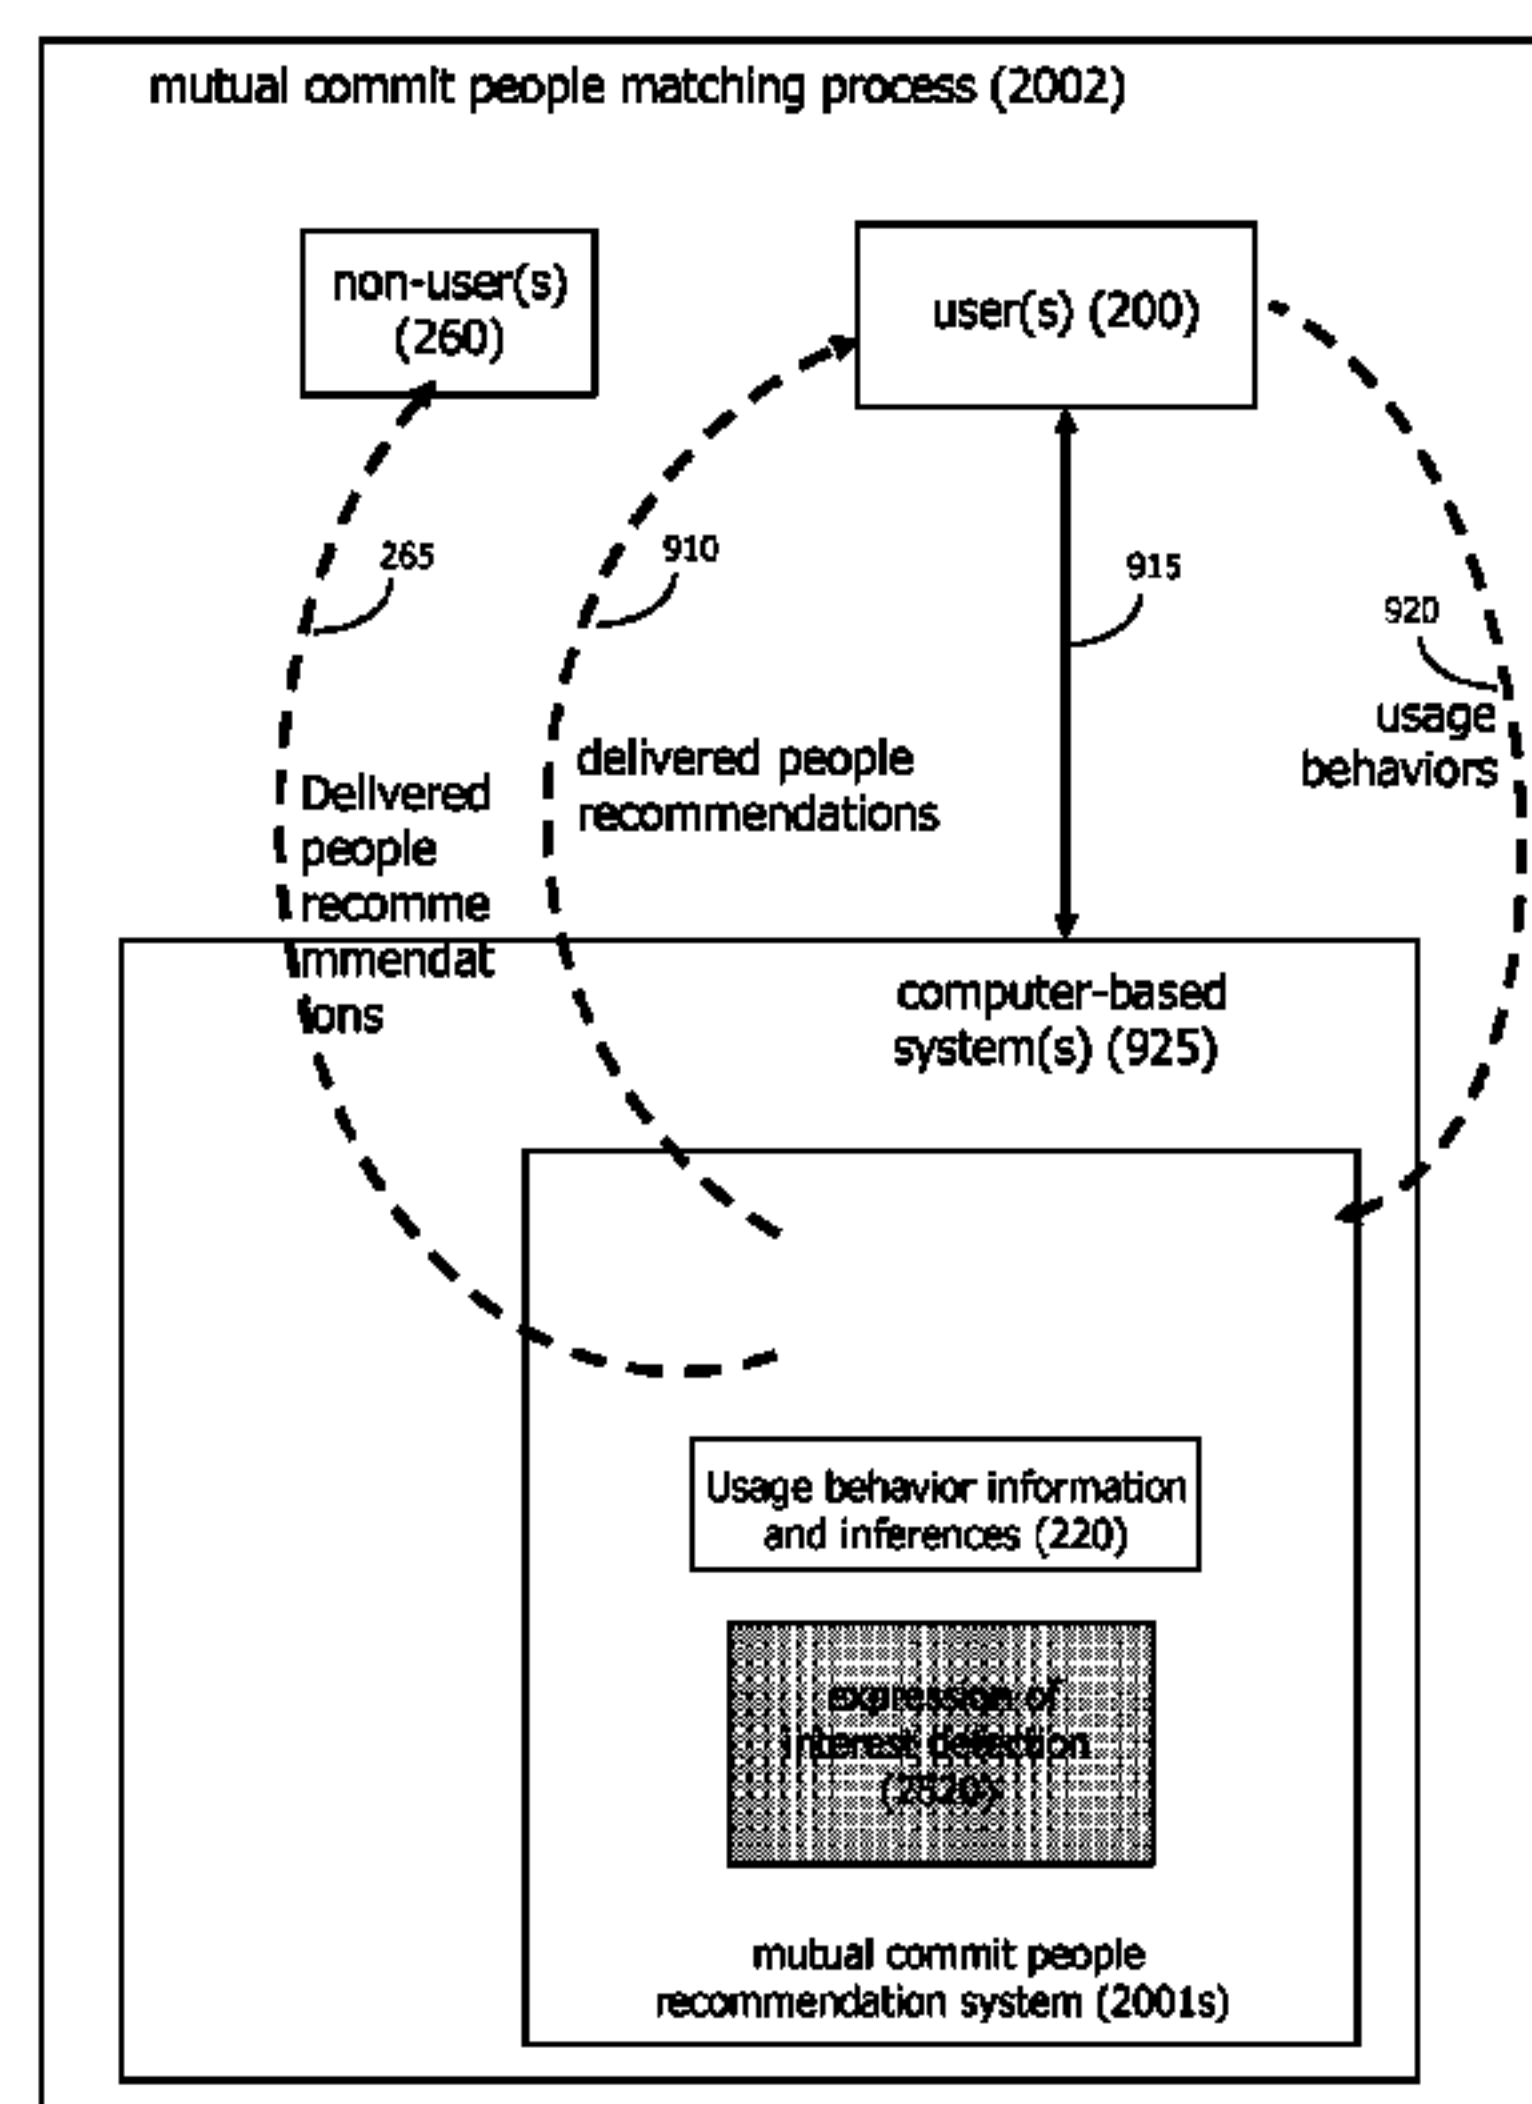 mutual commit people matching process (2002)
non-user(s)
(260)
user(s) (200)
265
910
915
920
usage
behaviors
delivered people
recommendations
Delivered
people
recomme
mmendat
ions
computer-based
system(s) (925)
Usage behavior information
and inferences (220)
expression of
interest detection
(2520)
mutual commit people
recommendation system (2001s)